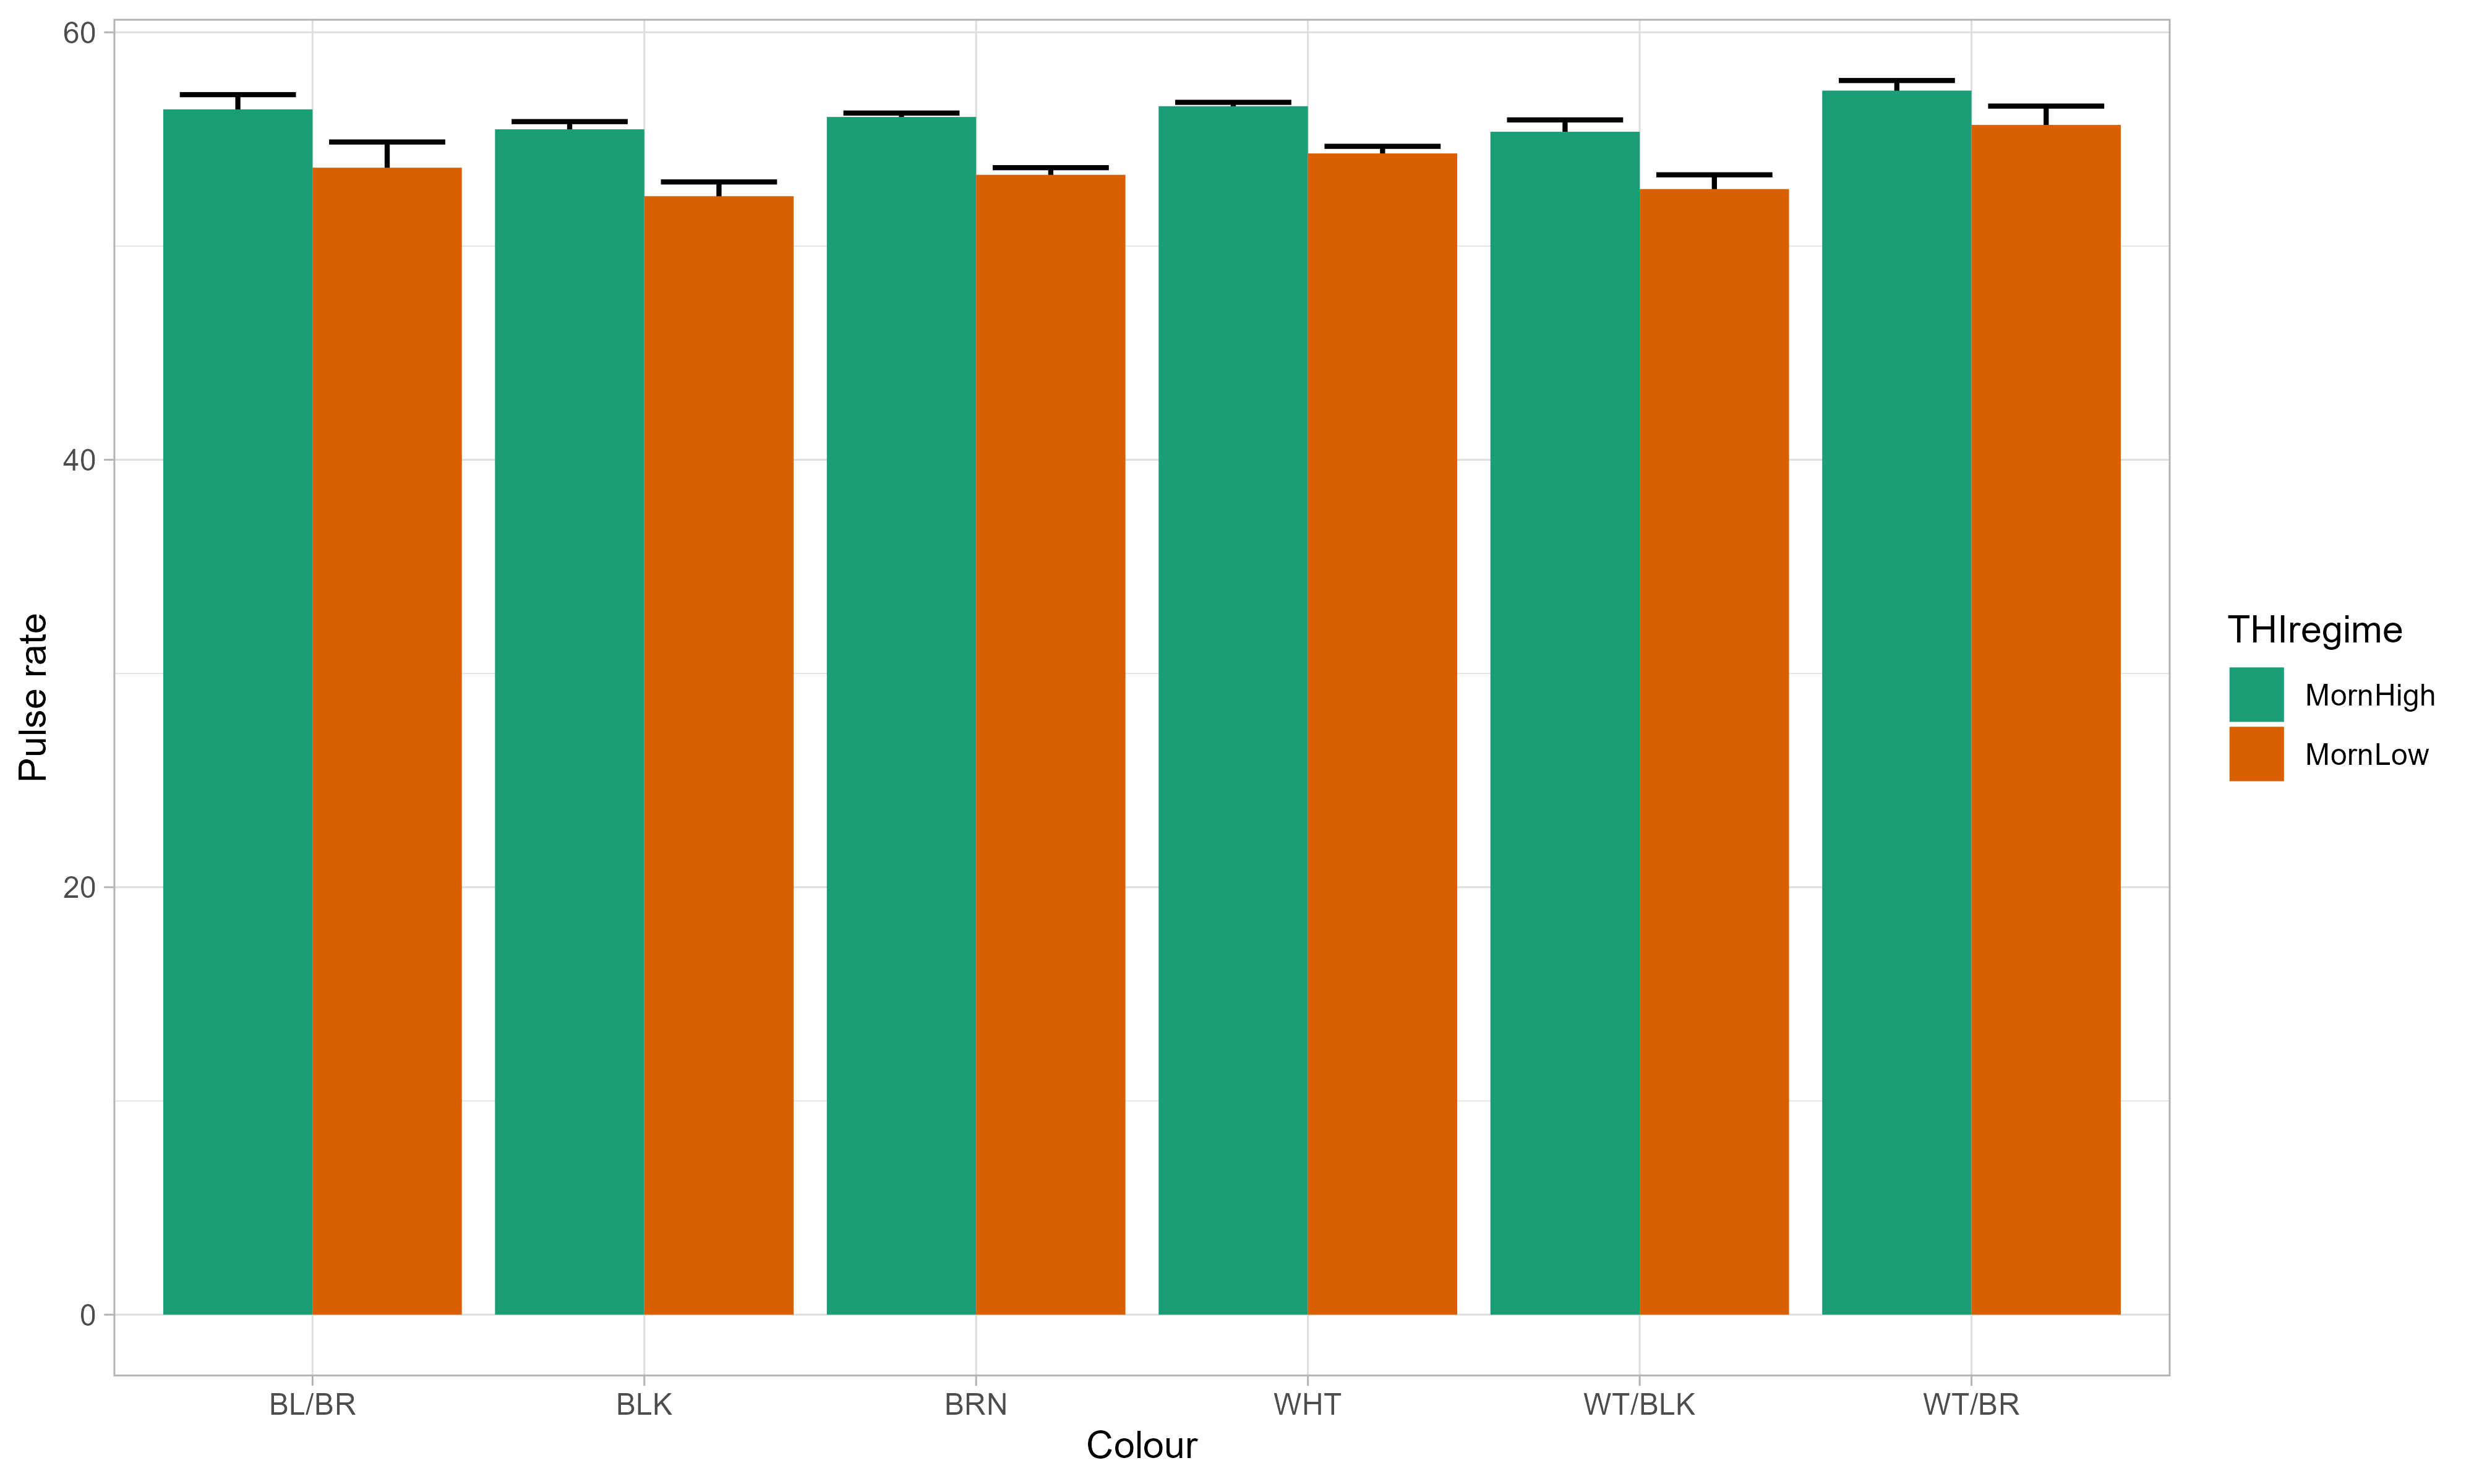 60
40
20
0
Pulse rate
BL/BR
BLK
BRN
WHT
WT/BLK
WT/BR
Colour
THIregime
MornHigh
MornLow